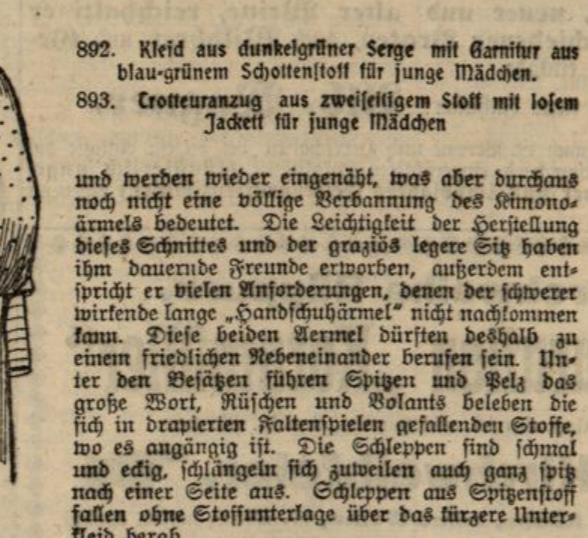 892. Kleid aus dunkelgrüner Serge mit Garnitur aus
blau-grünem Schottenstoff für junge Mädchen.
893. Trotteuranzug aus zweiseitigem Stoff mit losem
Jackett für junge Mädchen
und werden wieder eingenäht, was aber durchaus
noch nicht eine völlige Verbannung des Kimono-
ärmels bedeutet. Die Leichtigkeit der Herstellung
dieses Schnittes und der graziös legere Sitz haben
ihm dauernde Freunde erworben, außerdem ent-
spricht er vielen Anforderungen, denen der schwerer
wirkende lange „Handschuhärmel" nicht nachkommen
kann. Diese beiden Aermel dürften deshalb zu
einem friedlichen Nebeneinander berufen sein. Un-
ter den Besätzen führen Spitzen und Pelz das
große Wort, Rüschen und Volants beleben die
sich in drapierten Faltenspielen gefallenden Stoffe,
wo es angängig ist. Die Schleppen sind schmal
und eckig, schlängeln sich zuweilen auch ganz spitz
nach einer Seite aus. Schleppen aus Spitzenstoff
fallen ohne Stoffunterlage über das kürzere Unter-
kleid herab